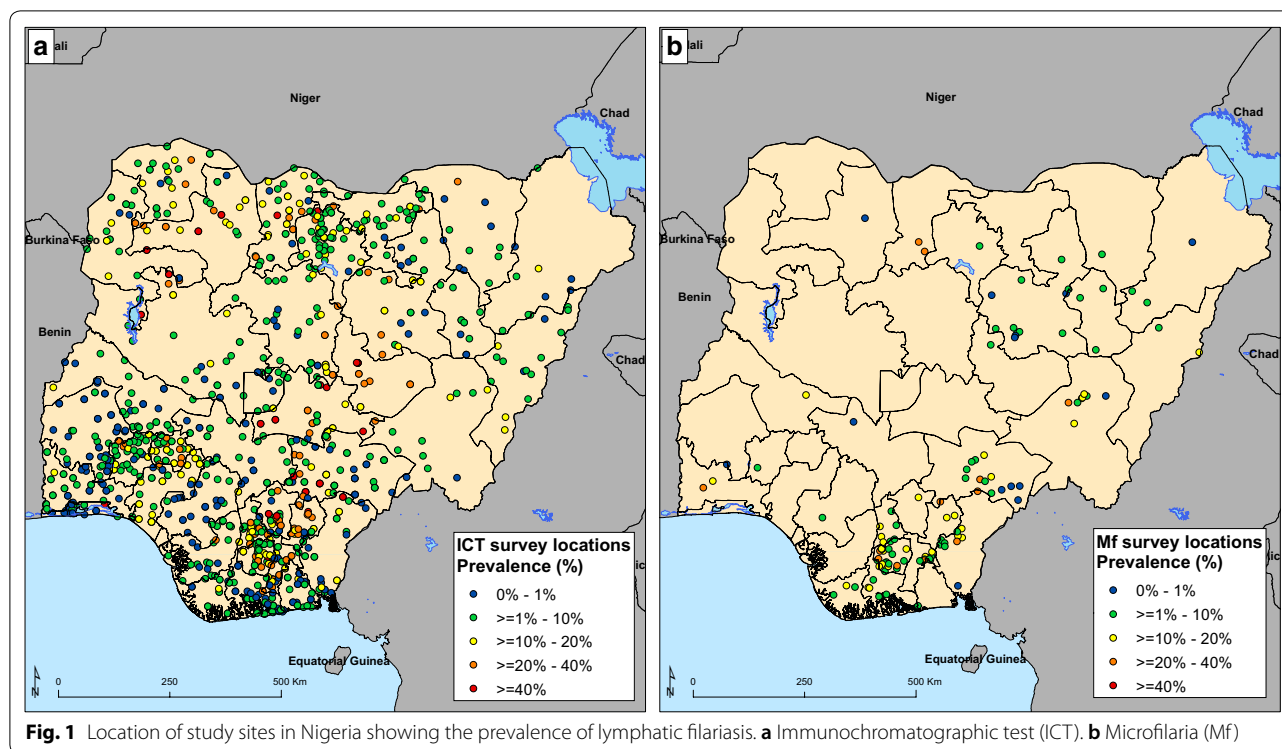 a
ali
Niger
Chad
Burkina Faso
Benin
Chad
Equatorial Guinea
N
0 250 500 Km
ICT survey locations
Prevalence (%)
0% - 1%
>=1% - 10%
>=10% - 20%
>=20% - 40%
>=40%
b
ali
Niger
Chad
Burkina Faso
Benin
Chad
ic
Equatorial Guinea
N
0 250 500 Km
Mf survey locations
Prevalence (%)
0% - 1%
>=1% - 10%
>=10% - 20%
>=20% - 40%
>=40%
Fig. 1 Location of study sites in Nigeria showing the prevalence of lymphatic filariasis. a Immunochromatographic test (ICT). b Microfilaria (Mf)